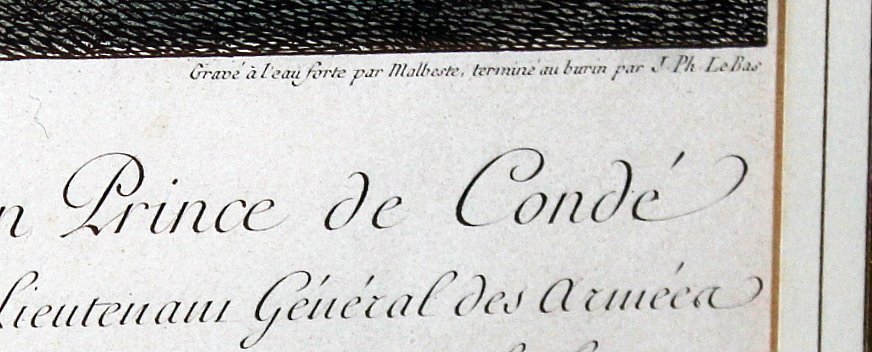 Gravé à l'eau forte par Malbeste, terminé au burin par J. Ph. Le Bas
Prince de Condé
Lieutenant Général des Armées